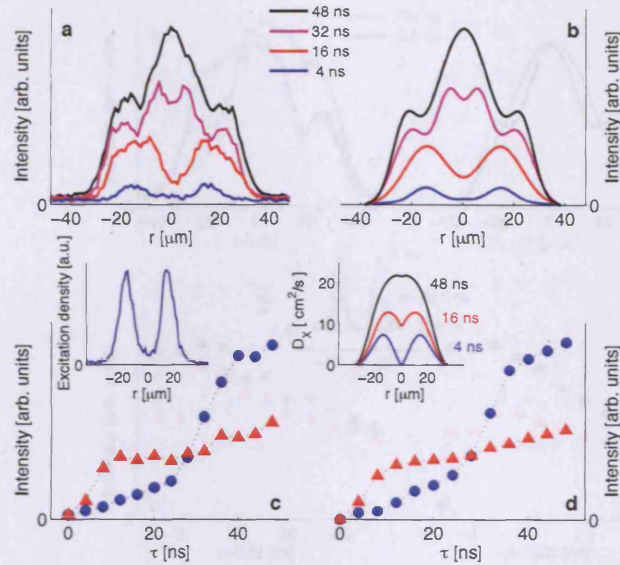 a
48 ns
32 ns
16 ns
4 ns
b
Intensity [arb. units]
0
−40 −20 0 20 40
r [μm]
Intensity [arb. units]
0
−40 −20 0 20 40
r [μm]
Excitation density [a.u.]
0
−20 0 20
r [μm]
D_X [cm²/s]
20
10
0
48 ns
16 ns
4 ns
−20 0 20
r [μm]
Intensity [arb. units]
0
c
0 20 40
τ [ns]
Intensity [arb. units]
0
d
0 20 40
τ [ns]